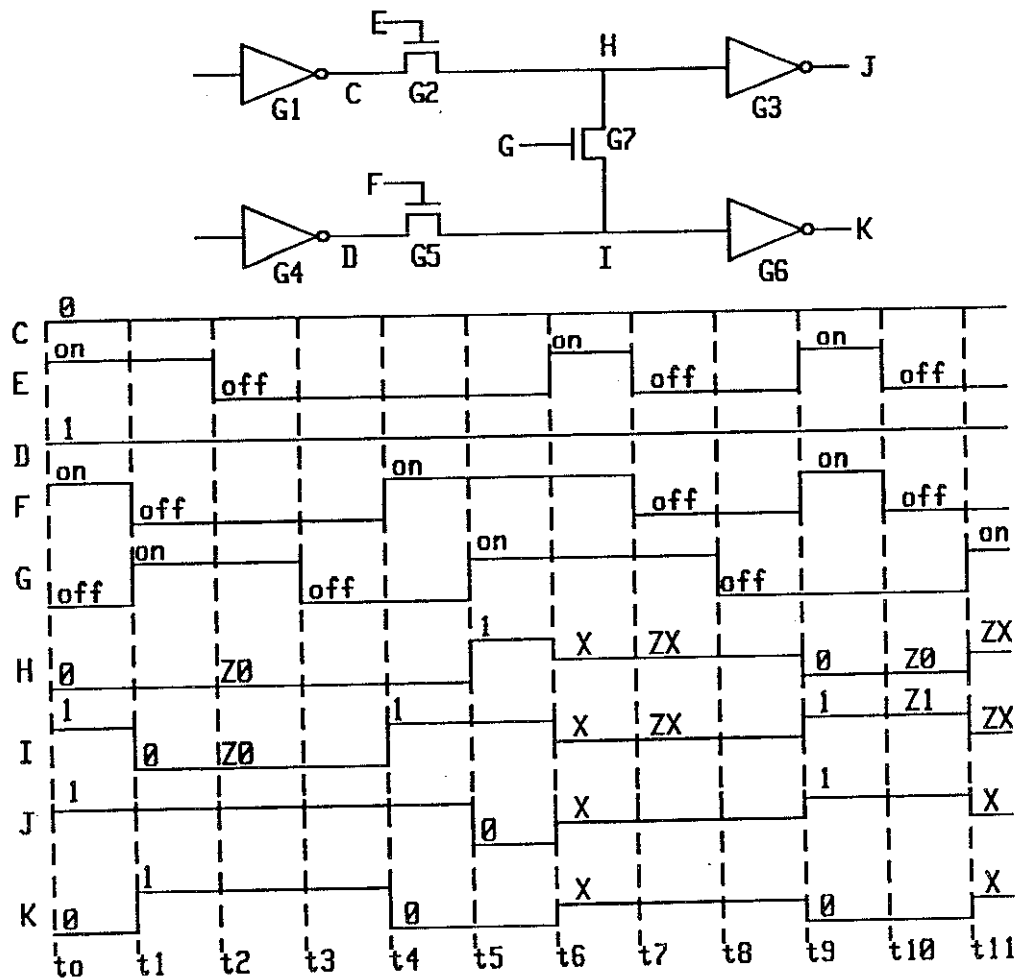 E
H
C
G2
J
G1
G3
G
G7
F
D
G5
I
K
G4
G6
0
C
on
on
on
E
off
off
off
1
D
on
on
on
F
off
off
off
on
on
on
G
off
off
off
1
X
ZX
ZX
H
0
Z0
0
Z0
1
1
1
Z1
I
0
Z0
X
ZX
ZX
1
1
J
0
X
X
1
X
X
K
0
0
0
to
t1
t2
t3
t4
t5
t6
t7
t8
t9
t10
t11